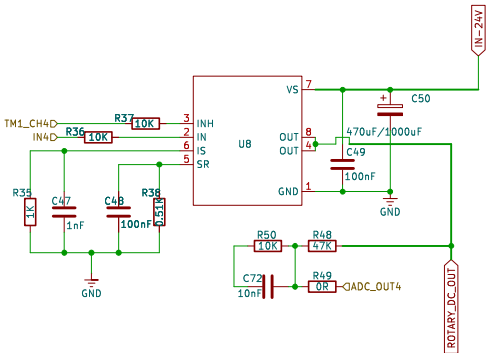 IN-24V
C50
470uF/1000uF
7
VS
TM1_CH4
R37
10K
3
INH
IN4
R36
10K
2
IN
6
IS
U8
OUT
8
OUT
4
5
SR
C49
100nF
R35
1K
C47
1nF
C48
100nF
R38
0.51K
GND
1
GND
GND
R50
10K
R48
47K
C72
10nF
R49
0R
ADC_OUT4
ROTARY_DC_OUT